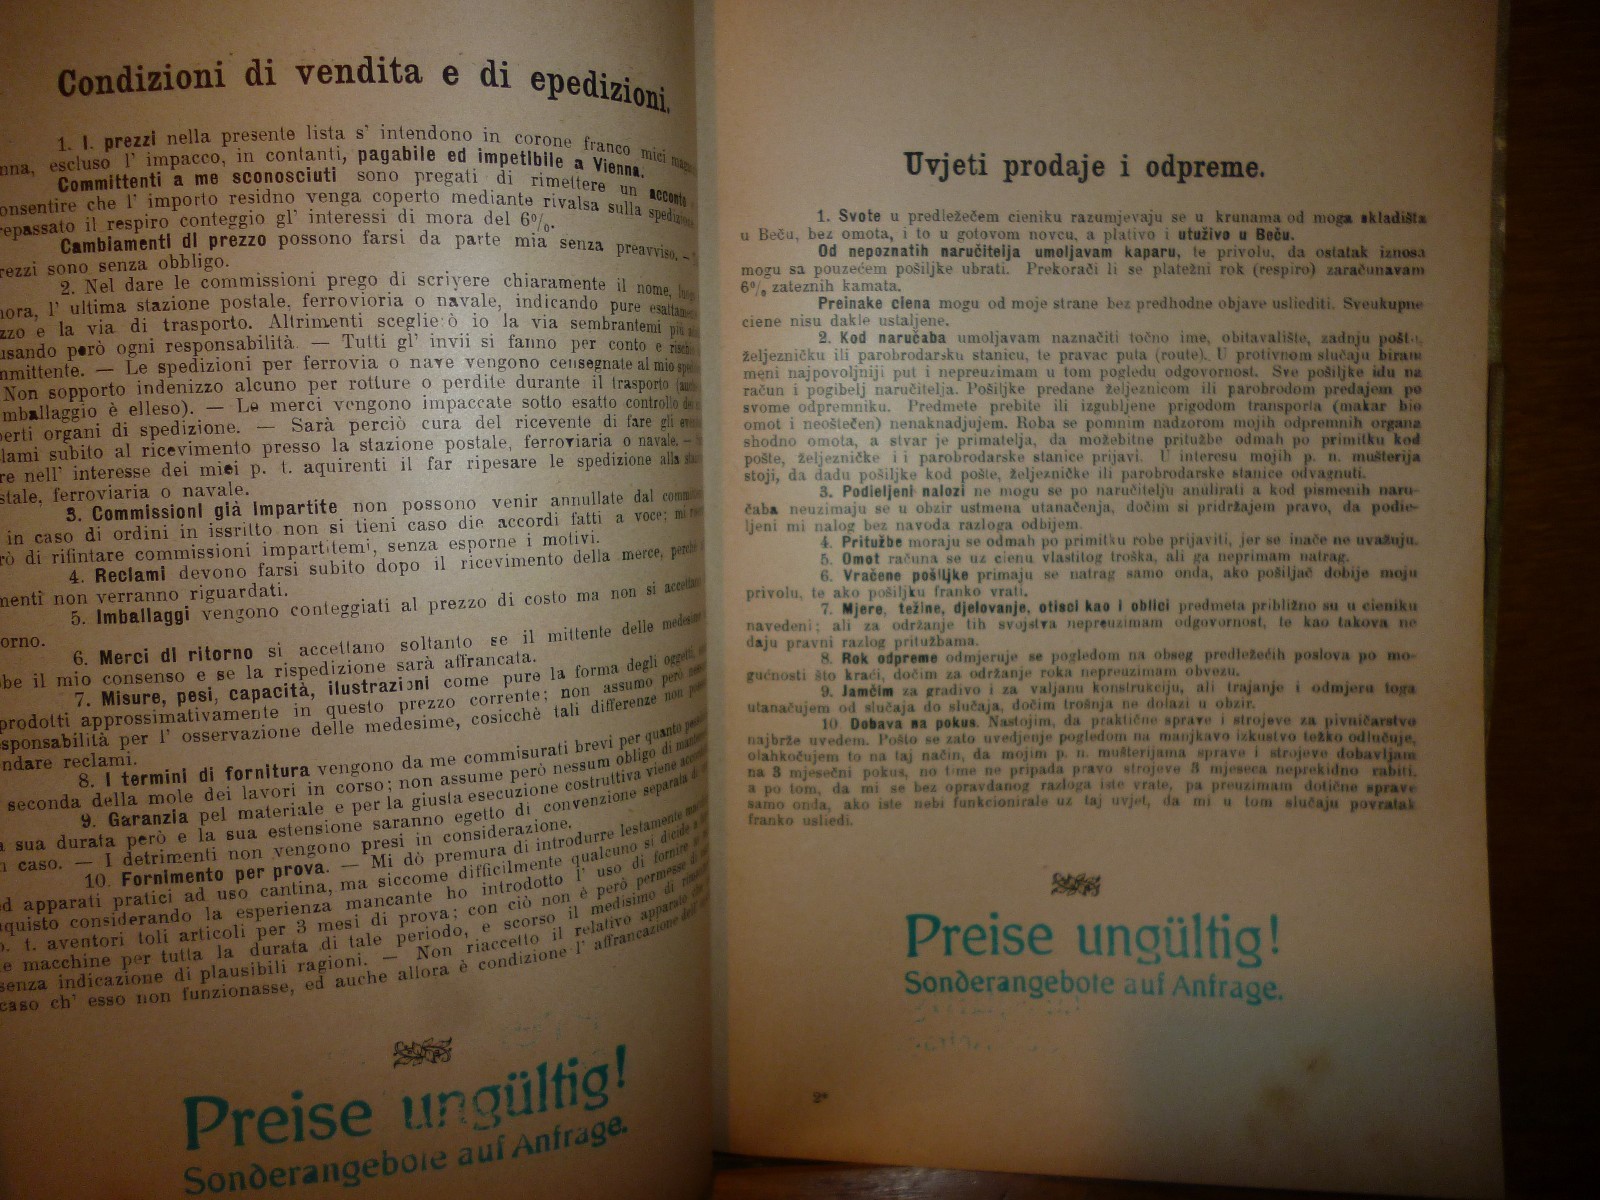 Condizioni di vendita e di epedizioni.
1. I. prezzi nella presente lista s' intendono in corone franco miei
escluso l' impacco, in contanti, pagabile ed impetibile a Vienna.
Committenti a me sconosciuti sono pregati di rimettere un acconto
onsentire che l' importo residno venga coperto mediante rivalsa sulla
repassato il respiro conteggio gl' interessi di mora del 6%.
Cambiamenti di prezzo possono farsi da parte mia senza preavviso. —
rezzi sono senza obbligo.
2. Nel dare le commissioni prego di scriyere chiaramente il nome,
nora, l' ultima stazione postale, ferrovioria o navale, indicando pure
zzo e la via di trasporto. Altrimenti sceglie:ò io la via sembrantemi più
usando però ogni responsabilità. — Tutti gl' invii si fanno per conto e
mmittente. — Le spedizioni per ferrovia o nave vengono censegnate al mio
Non sopporto indenizzo alcuno per rotture o perdite durante il trasporto
mballaggio è elleso). — Le merci vengono impaccate sotto esatto controllo
perti organi di spedizione. — Sarà perciò cura del ricevente di fare gli
lami subito al ricevimento presso la stazione postale, ferroviaria o navale. —
re nell' interesse dei miei p. t. aquirenti il far ripesare le spedizione alla
stale, ferroviaria o navale.
3. Commissioni già impartite non possono venir annullate dal
in caso di ordini in issritto non si tieni caso die accordi fatti a voce;
rò di rifintare commissioni impartitemi, senza esporne i motivi.
4. Reclami devono farsi subito dopo il ricevimento della merce, perchè
menti non verranno riguardati.
5. Imballaggi vengono conteggiati al prezzo di costo ma non si
orno.
6. Merci di ritorno si accettano soltanto se il mittente delle
be il mio consenso e se la rispedizione sarà affrancata.
7. Misure, pesi, capacità, ilustrazioni come pure la forma degli oggetti,
prodotti approssimativamente in questo prezzo corrente; non assumo però
sponsabilità per l' osservazione delle medesime, cosicchè tali differenze non
ndare reclami.
8. I termini di fornitura vengono da me commisurati brevi per quanto
seconda della mole dei lavori in corso; non assume però nessum obligo di
9. Garanzia pel materiale e per la giusta esecuzione costruttiva viene
sua durata però e la sua estensione saranno egetto di convenzione separata
caso. — I detrimenti non vengono presi in considerazione.
10. Fornimento per prova. — Mi dò premura di introdurre lestamente
d apparati pratici ad uso cantina, ma siccome difficilmente qualcuno si dicide
quisto considerando la esperienza mancante ho introdotto l' uso di fornire
p. t. aventori toli articoli per 3 mesi di prova; con ciò non è però permesse
e macchine per tutta la durata di tale periodo, e scorso il medisimo di
senza indicazione di plausibili ragioni. — Non riaccetto il relativo apparato
caso ch' esso non funzionasse, ed anche allora è condizione l' affrancazione
Preise ungültig!
Sonderangebote auf Anfrage.
Uvjeti prodaje i odpreme.
1. Svote u predležećem cieniku razumjevaju se u krunama od moga skladišta
u Beču, bez omota, i to u gotovom novcu, a plativo i utuživo u Beču.
Od nepoznatih naručitelja umoljavam kaparu, te privolu, da ostatak iznosa
mogu sa pouzećem pošiljke ubrati. Prekorači li se platežni rok (respiro) zaračunavam
6% zateznih kamata.
Preinake ciena mogu od moje strane bez predhodne objave usliediti. Sveukupne
ciene nisu dakle ustaljene.
2. Kod naručaba umoljavam naznačiti točno ime, obitavalište, zadnju
željezničku ili parobrodarsku stanicu, te pravac puta (route). U protivnom slučaju biram
meni najpovoljniji put i nepreuzimam u tom pogledu odgovornost. Sve pošiljke idu na
račun i pogibelj naručitelja. Pošiljke predane željeznicom ili parobrodom predajem po
svome odpremniku. Predmete prebite ili izgubljene prigodom transporta (makar bio
omot i neoštečen) nenaknadjujem. Roba se pomnim nadzorom mojih odpremnih organa
shodno omota, a stvar je primatelja, da možebitne pritužbe odmah po primitku kod
pošte, željezničke i i parobrodarske stanice prijavi. U interesu mojih p. n. mušterija
stoji, da dadu pošiljke kod pošte, željezničke ili parobrodarske stanice odvagnuti.
3. Podieljeni nalozi ne mogu se po naručitelju anulirati a kod pismenih naru-
čaba neuzimaju se u obzir ustmena utanačenja, dočim si pridržajem pravo, da podie-
ljeni mi nalog bez navoda razloga odbijem.
4. Pritužbe moraju se odmah po primitku robe prijaviti, jer se inače ne uvažuju.
5. Omot računa se uz cienu vlastitog troška, ali ga neprimam natrag.
6. Vračene pošiljke primaju se natrag samo onda, ako pošiljač dobije moju
privolu, te ako pošiljku franko vrati.
7. Mjere, težine, djelovanje, otisci kao i oblici predmeta približno su u cieniku
navedeni; ali za održanje tih svojstva nepreuzimam odgovornost, te kao takova ne
daju pravni razlog pritužbama.
8. Rok odpreme odmjeruje se pogledom na obseg predležećih poslova po mo-
gućnosti što kraći, dočim za održanje roka nepreuzimam obvezu.
9. Jamčim za gradivo i za valjanu konstrukciju, ali trajanje i odmjeru toga
utanačujem od slučaja do slučaja, dočim trošnja ne dolazi u obzir.
10. Dobava na pokus. Nastojim, da praktične sprave i strojeve za pivničarstvo
najbrže uvedem. Pošto se zato uvedjenje pogledom na manjkavo izkustvo težko odlučuje,
olahkočujem to na taj način, da mojim p. n. mušterijama sprave i strojeve dobavljam
na 3 mjesečni pokus, no time ne pripada pravo strojeve 3 mjeseca neprekidno rabiti.
a po tom, da mi se bez opravdanog razloga iste vrate, pa preuzimam dotične sprave
samo onda, ako iste nebi funkcionirale uz taj uvjet, da mi u tom slučaju povratak
franko usliedi.
Preise ungültig!
Sonderangebote auf Anfrage.
2*